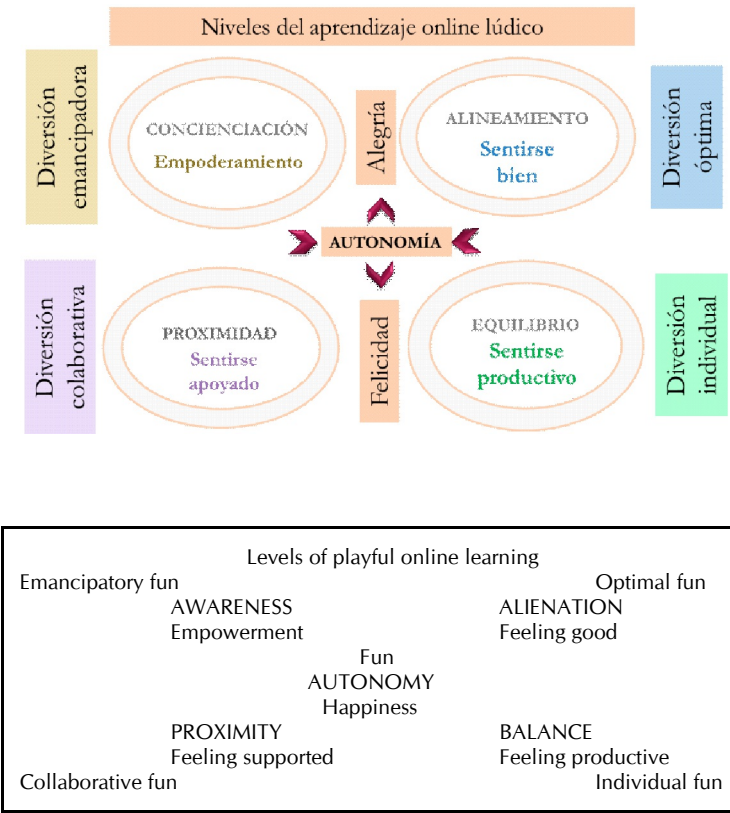 Niveles del aprendizaje online lúdico
Diversión
emancipadora
CONCIENCIACIÓN
Empoderamiento
Alegría
ALINEAMIENTO
Sentirse
bien
Diversión
óptima
AUTONOMÍA
Diversión
colaborativa
PROXIMIDAD
Sentirse
apoyado
Felicidad
EQUILIBRIO
Sentirse
productivo
Diversión
individual
Levels of playful online learning
Emancipatory fun Optimal fun
AWARENESS ALIENATION
Empowerment Feeling good
Fun
AUTONOMY
Happiness
PROXIMITY BALANCE
Feeling supported Feeling productive
Collaborative fun Individual fun